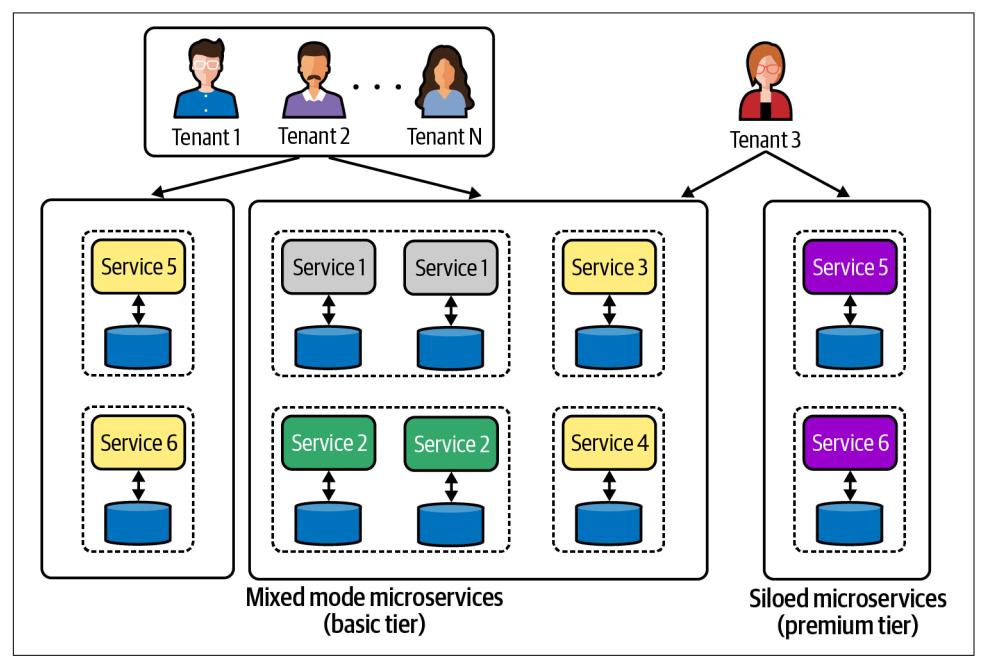 Tenant 1
Tenant 2
. . .
Tenant N
Tenant 3
Service 5
Service 1
Service 1
Service 3
Service 5
Service 6
Service 2
Service 2
Service 4
Service 6
Mixed mode microservices
(basic tier)
Siloed microservices
(premium tier)